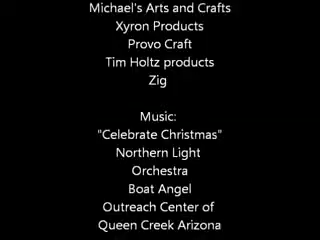 Michael's Arts and Crafts
Xyron Products
Provo Craft
Tim Holtz products
Zig
Music:
"Celebrate Christmas"
Northern Light
Orchestra
Boat Angel
Outreach Center of
Queen Creek Arizona